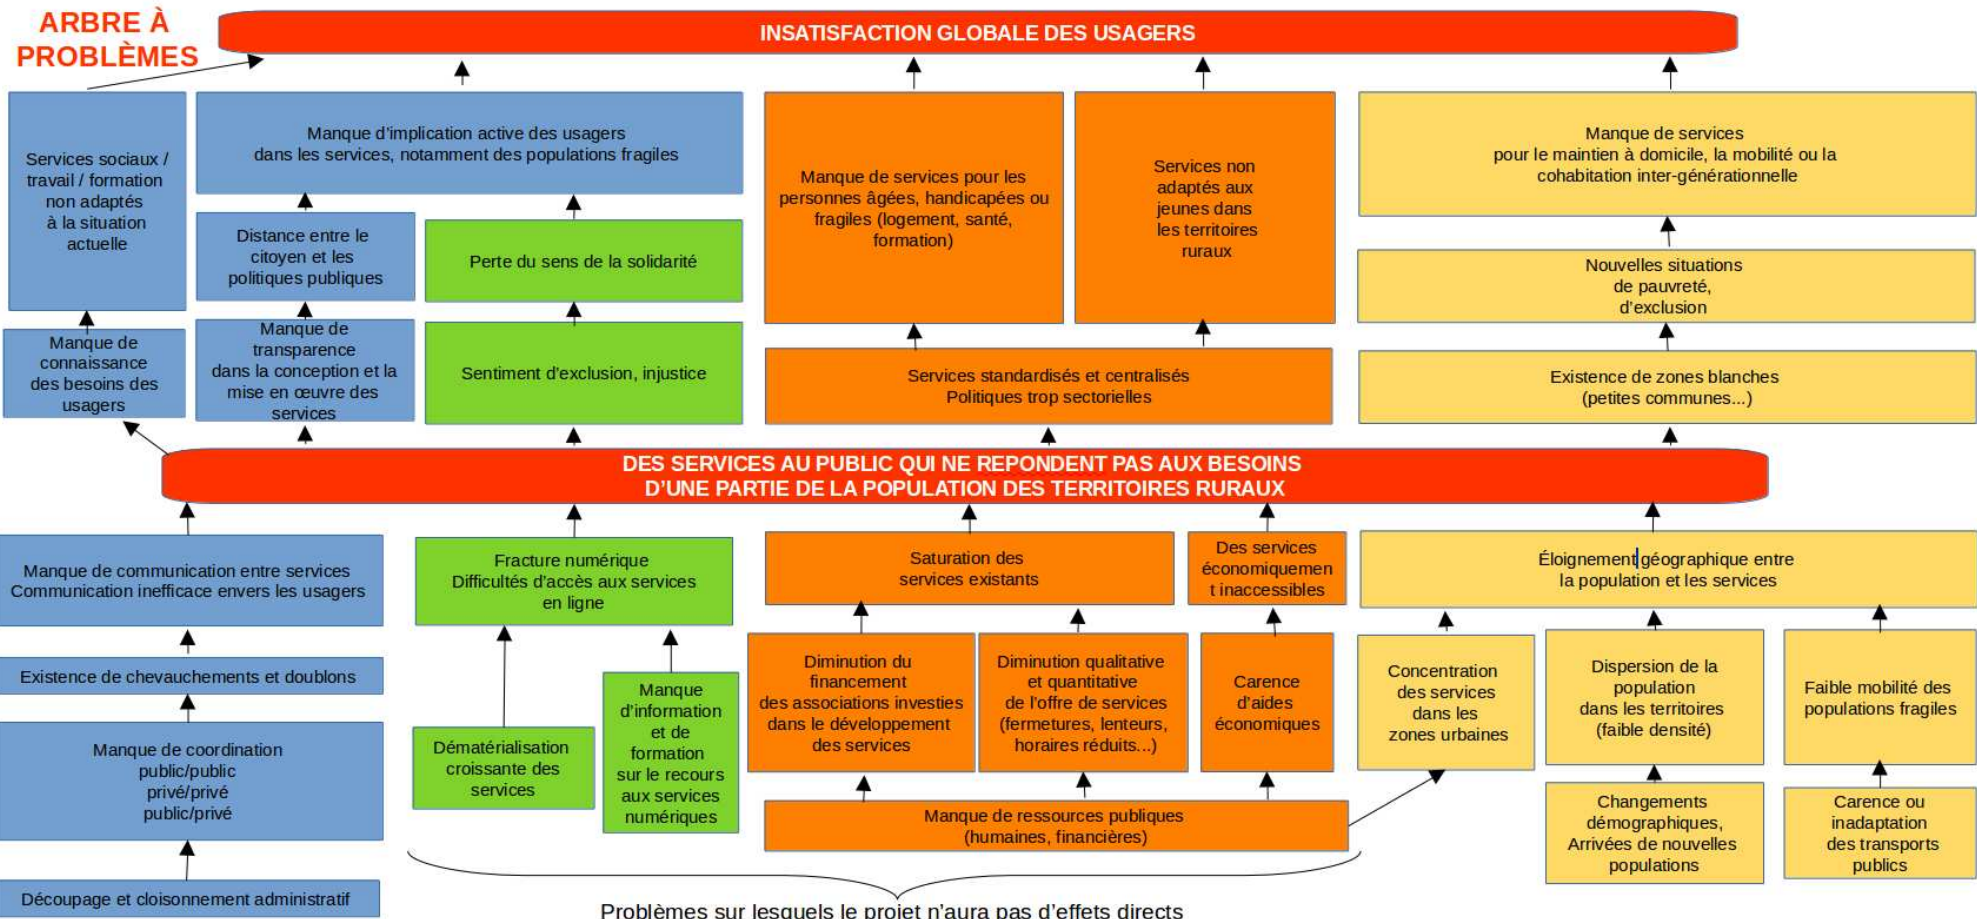 ARBRE À
PROBLÈMES
INSATISFACTION GLOBALE DES USAGERS
Services sociaux /
travail / formation
non adaptés
à la situation
actuelle
Manque d'implication active des usagers
dans les services, notamment des populations fragiles
Manque de services pour les
personnes âgées, handicapées ou
fragiles (logement, santé,
formation)
Services non
adaptés aux
jeunes dans
les territoires
ruraux
Manque de services
pour le maintien à domicile, la mobilité ou la
cohabitation inter-générationnelle
Distance entre le
citoyen et les
politiques publiques
Perte du sens de la solidarité
Nouvelles situations
de pauvreté,
d'exclusion
Manque de
connaissance
des besoins des
usagers
Manque de
transparence
dans la conception et la
mise en œuvre des
services
Sentiment d'exclusion, injustice
Services standardisés et centralisés
Politiques trop sectorielles
Existence de zones blanches
(petites communes...)
DES SERVICES AU PUBLIC QUI NE REPONDENT PAS AUX BESOINS
D'UNE PARTIE DE LA POPULATION DES TERRITOIRES RURAUX
Manque de communication entre services
Communication inefficace envers les usagers
Fracture numérique
Difficultés d'accès aux services
en ligne
Saturation des
services existants
Des services
économiquemen
t inaccessibles
Éloignement géographique entre
la population et les services
Existence de chevauchements et doublons
Manque de coordination
public/public
privé/privé
public/privé
Découpage et cloisonnement administratif
Dématérialisation
croissante des
services
Manque
d'information
et de
formation
sur le recours
aux services
numériques
Diminution du
financement
des associations investies
dans le développement
des services
Diminution qualitative
et quantitative
de l'offre de services
(fermetures, lenteurs,
horaires réduits...)
Carence
d'aides
économiques
Manque de ressources publiques
(humaines, financières)
Concentration
des services
dans les
zones urbaines
Dispersion de la
population
dans les territoires
(faible densité)
Faible mobilité des
populations fragiles
Changements
démographiques,
Arrivées de nouvelles
populations
Carence ou
inadaptation
des transports
publics
Problèmes sur lesquels le projet n'aura pas d'effets directs